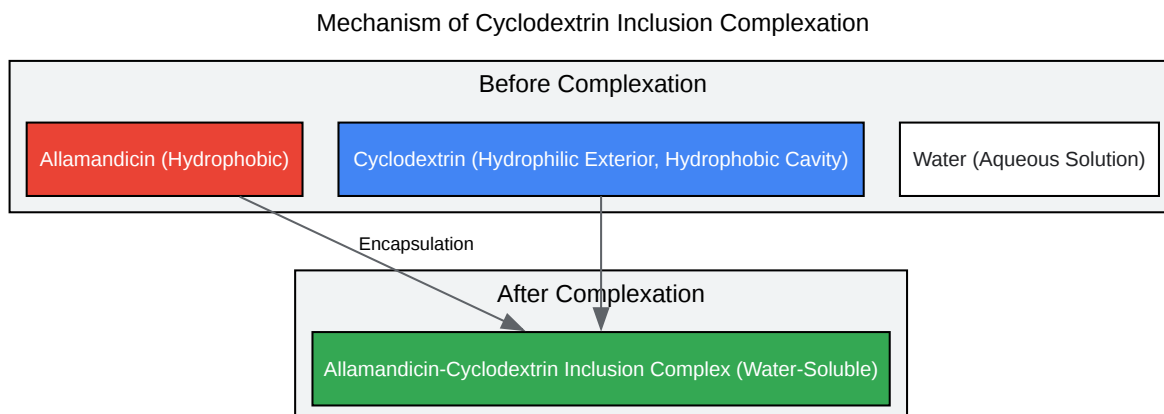 Mechanism of Cyclodextrin Inclusion Complexation
Before Complexation
Allamandicin (Hydrophobic)
Cyclodextrin (Hydrophilic Exterior, Hydrophobic Cavity)
Water (Aqueous Solution)
Encapsulation
After Complexation
Allamandicin-Cyclodextrin Inclusion Complex (Water-Soluble)